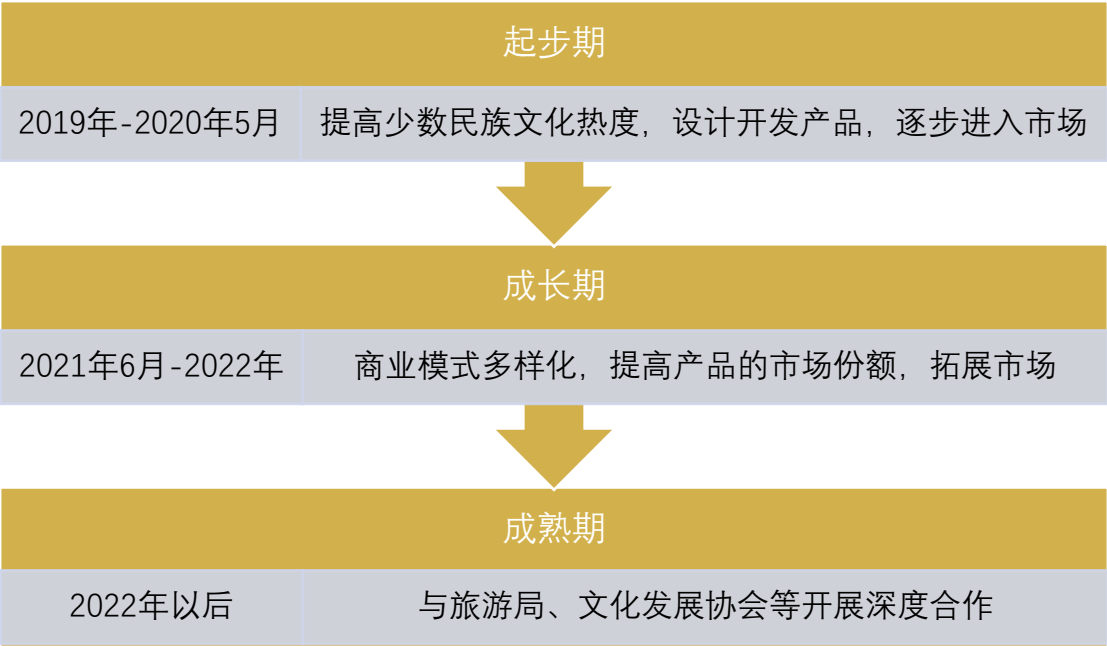 起步期
2019年-2020年5月 提高少数民族文化热度，设计开发产品，逐步进入市场
成长期
2021年6月-2022年 商业模式多样化，提高产品的市场份额，拓展市场
成熟期
2022年以后 与旅游局、文化发展协会等开展深度合作